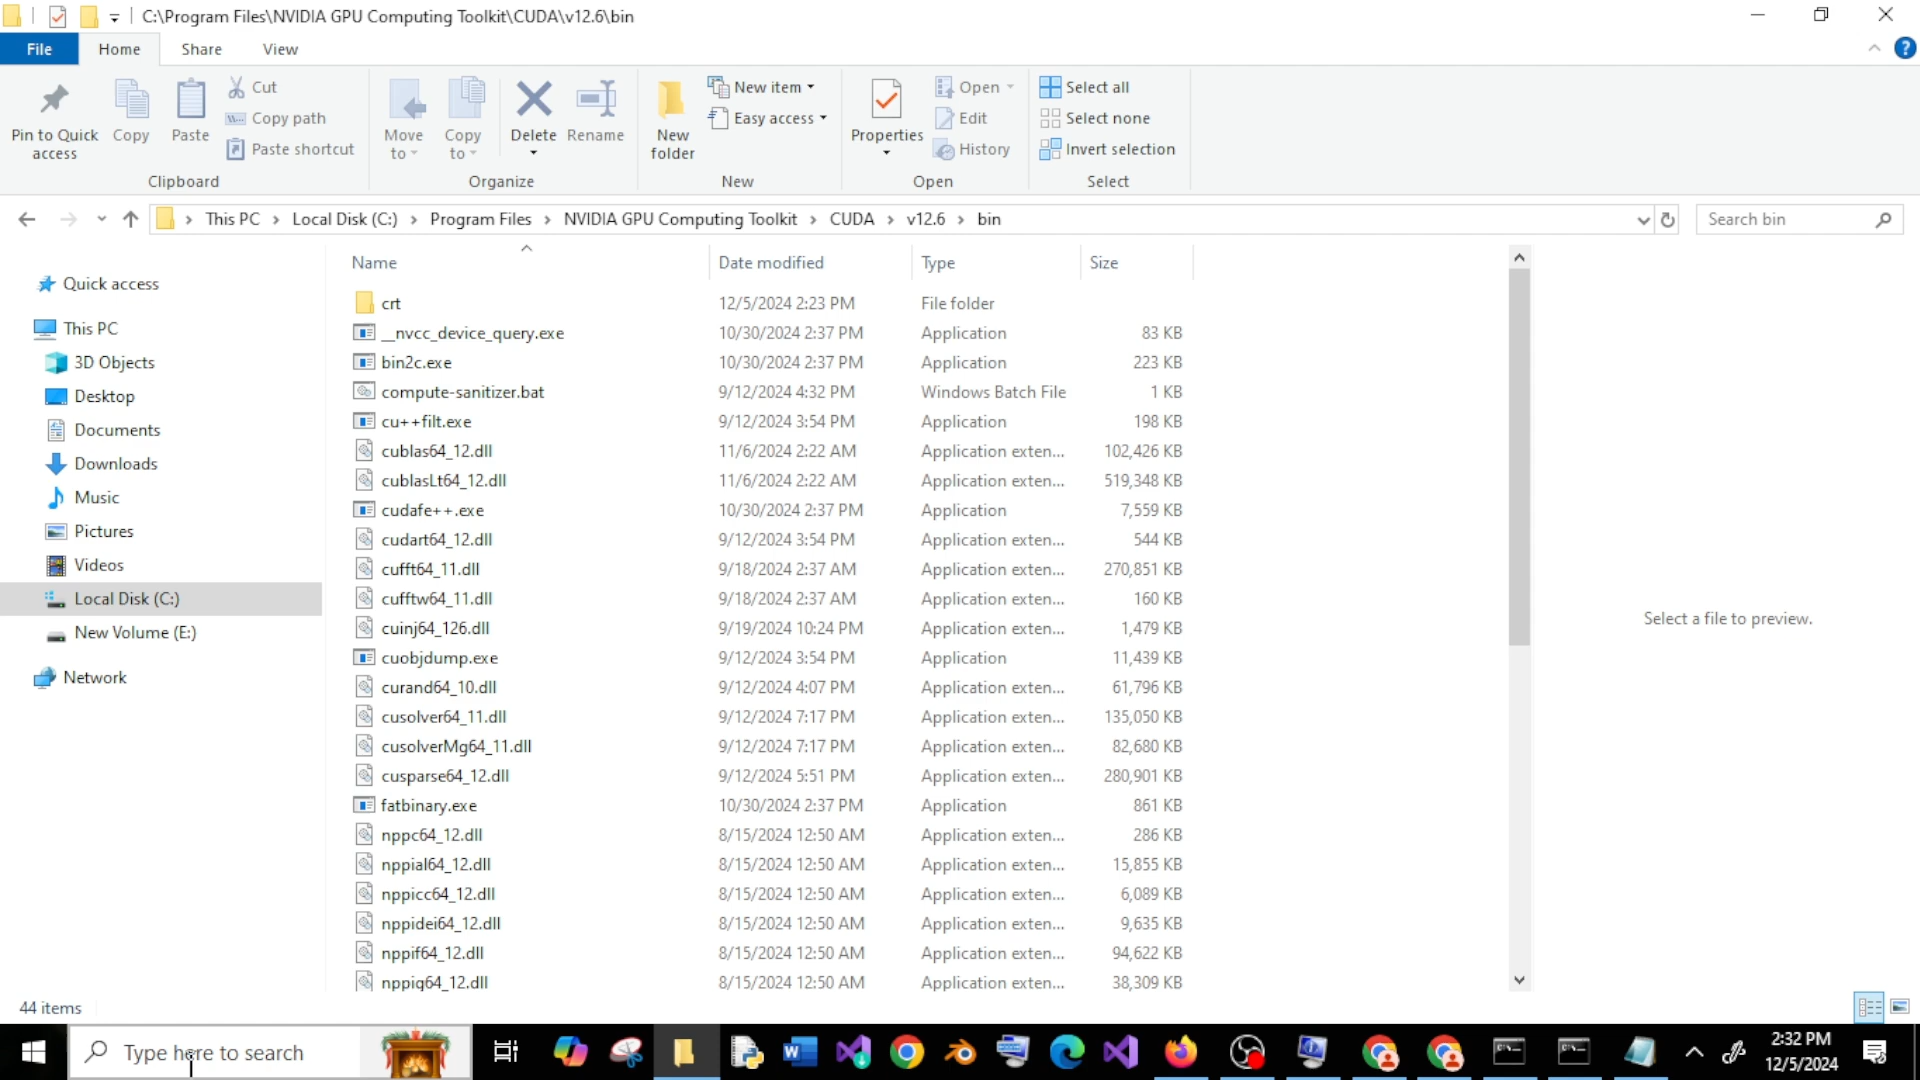 C:\Program Files\NVIDIA GPU Computing Toolkit\CUDA\v12.6\bin
File Home Share View
Pin to Quick access
Copy
Paste
Cut
Copy path
Paste shortcut
Clipboard
Move to
Copy to
Delete
Rename
Organize
New folder
New item
Easy access
New
Properties
Open
Edit
History
Open
Select all
Select none
Invert selection
Select
This PC > Local Disk (C:) > Program Files > NVIDIA GPU Computing Toolkit > CUDA > v12.6 > bin
Search bin
Quick access
This PC
3D Objects
Desktop
Documents
Downloads
Music
Pictures
Videos
Local Disk (C:)
New Volume (E:)
Network
Name Date modified Type Size
crt 12/5/2024 2:23 PM File folder
__nvcc_device_query.exe 10/30/2024 2:37 PM Application 83 KB
bin2c.exe 10/30/2024 2:37 PM Application 223 KB
compute-sanitizer.bat 9/12/2024 4:32 PM Windows Batch File 1 KB
cu++filt.exe 9/12/2024 3:54 PM Application 198 KB
cublas64_12.dll 11/6/2024 2:22 AM Application exten... 102,426 KB
cublasLt64_12.dll 11/6/2024 2:22 AM Application exten... 519,348 KB
cudafe++.exe 10/30/2024 2:37 PM Application 7,559 KB
cudart64_12.dll 9/12/2024 3:54 PM Application exten... 544 KB
cufft64_11.dll 9/18/2024 2:37 AM Application exten... 270,851 KB
cufftw64_11.dll 9/18/2024 2:37 AM Application exten... 160 KB
cuinj64_126.dll 9/19/2024 10:24 PM Application exten... 1,479 KB
cuobjdump.exe 9/12/2024 3:54 PM Application 11,439 KB
curand64_10.dll 9/12/2024 4:07 PM Application exten... 61,796 KB
cusolver64_11.dll 9/12/2024 7:17 PM Application exten... 135,050 KB
cusolverMg64_11.dll 9/12/2024 7:17 PM Application exten... 82,680 KB
cusparse64_12.dll 9/12/2024 5:51 PM Application exten... 280,901 KB
fatbinary.exe 10/30/2024 2:37 PM Application 861 KB
nppc64_12.dll 8/15/2024 12:50 AM Application exten... 286 KB
nppial64_12.dll 8/15/2024 12:50 AM Application exten... 15,855 KB
nppicc64_12.dll 8/15/2024 12:50 AM Application exten... 6,089 KB
nppidei64_12.dll 8/15/2024 12:50 AM Application exten... 9,635 KB
nppif64_12.dll 8/15/2024 12:50 AM Application exten... 94,622 KB
nppig64_12.dll 8/15/2024 12:50 AM Application exten... 38,309 KB
Select a file to preview.
44 items
Type here to search
2:32 PM
12/5/2024